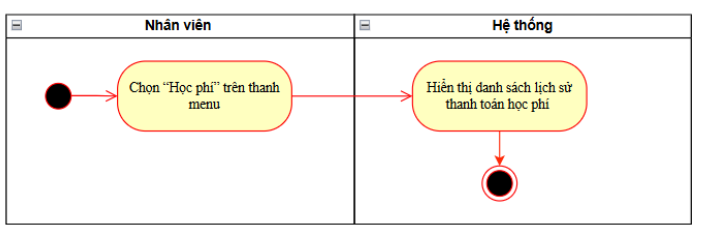 Nhân viên
Hệ thống
Chọn “Học phí” trên thanh
menu
Hiển thị danh sách lịch sử
thanh toán học phí